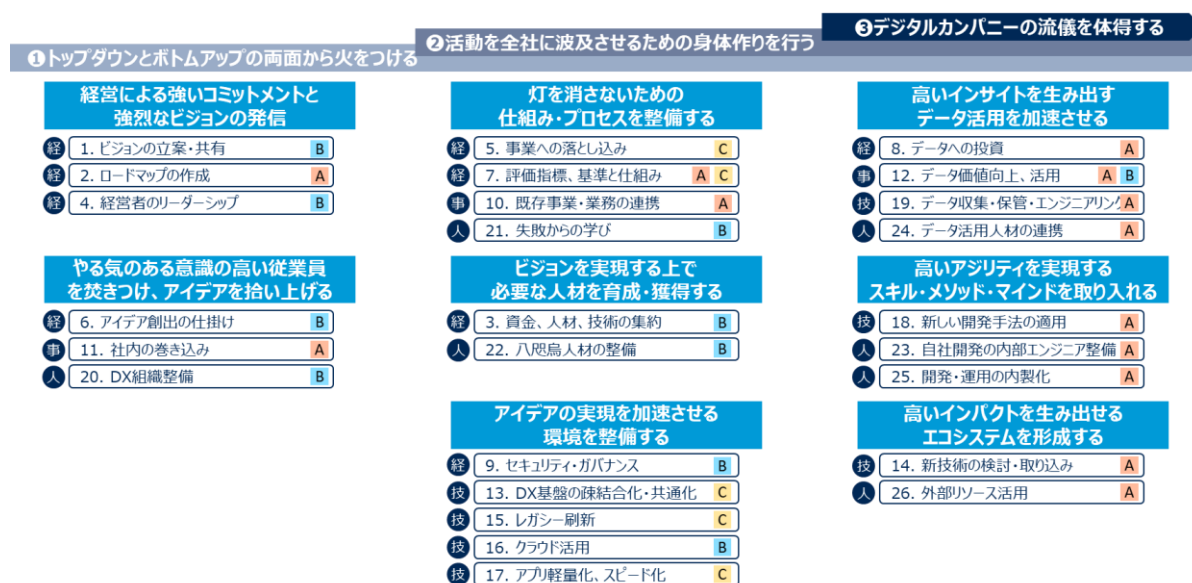 ❶トップダウンとボトムアップの両面から火をつける
経営による強いコミットメントと
強烈なビジョンの発信
経 1. ビジョンの立案・共有 B
経 2. ロードマップの作成 A
経 4. 経営者のリーダーシップ B
やる気のある意識の高い従業員
を焚きつけ、アイデアを拾い上げる
経 6. アイデア創出の仕掛け B
事 11. 社内の巻き込み A
人 20. DX組織整備 B
❷活動を全社に波及させるための身体作りを行う
灯を消さないための
仕組み・プロセスを整備する
経 5. 事業への落とし込み C
経 7. 評価指標、基準と仕組み A C
事 10. 既存事業・業務の連携 A
人 21. 失敗からの学び B
ビジョンを実現する上で
必要な人材を育成・獲得する
経 3. 資金、人材、技術の集約 B
人 22. 八咫烏人材の整備 B
アイデアの実現を加速させる
環境を整備する
経 9. セキュリティ・ガバナンス B
技 13. DX基盤の疎結合化・共通化 C
技 15. レガシー刷新 C
技 16. クラウド活用 B
技 17. アプリ軽量化、スピード化 C
❸デジタルカンパニーの流儀を体得する
高いインサイトを生み出す
データ活用を加速させる
経 8. データへの投資 A
事 12. データ価値向上、活用 A B
技 19. データ収集・保管・エンジニアリング A
人 24. データ活用人材の連携 A
高いアジリティを実現する
スキル・メソッド・マインドを取り入れる
技 18. 新しい開発手法の適用 A
人 23. 自社開発の内部エンジニア整備 A
人 25. 開発・運用の内製化 A
高いインパクトを生み出せる
エコシステムを形成する
技 14. 新技術の検討・取り込み A
人 26. 外部リソース活用 A